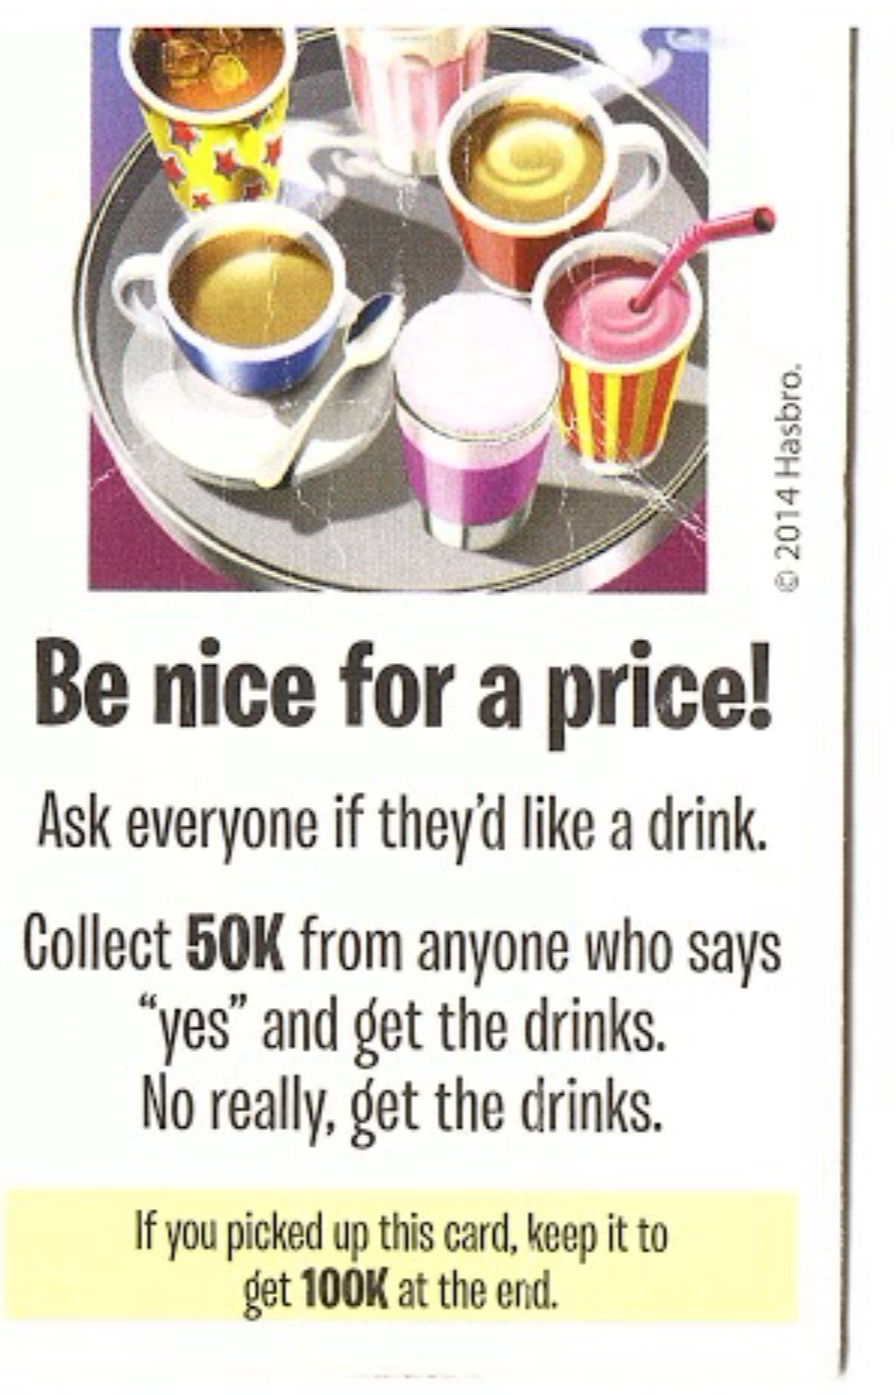 © 2014 Hasbro.
Be nice for a price!
Ask everyone if they'd like a drink.
Collect 50K from anyone who says
“yes” and get the drinks.
No really, get the drinks.
If you picked up this card, keep it to
get 100K at the end.